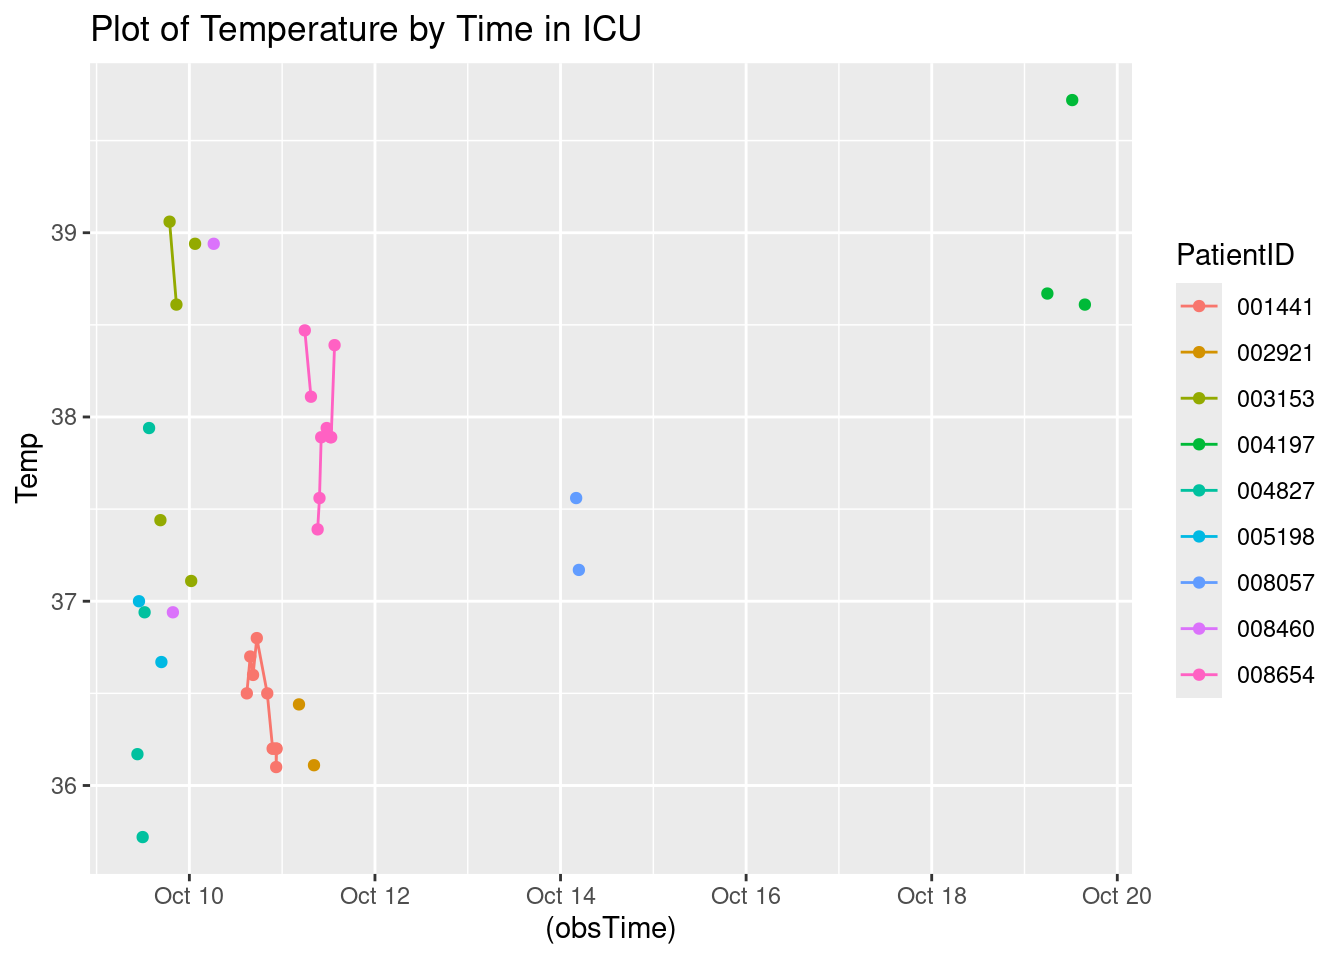 Plot of Temperature by Time in ICU
Temp
39
38
37
36
Oct 10
Oct 12
Oct 14
Oct 16
Oct 18
Oct 20
(obsTime)
PatientID
001441
002921
003153
004197
004827
005198
008057
008460
008654